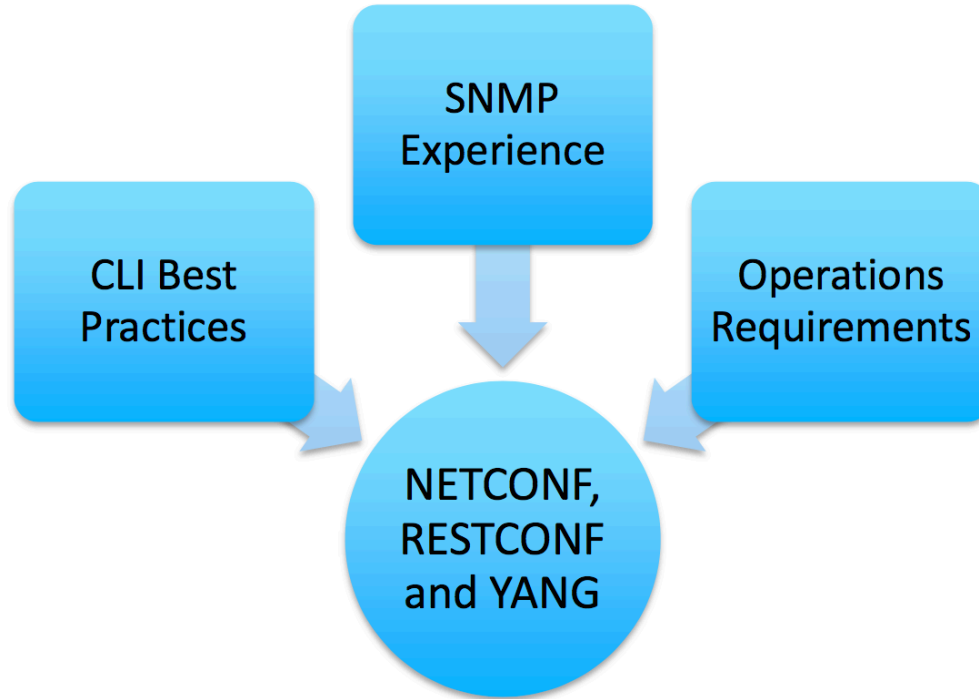 SNMP
Experience
CLI Best
Practices
Operations
Requirements
NETCONF,
RESTCONF
and YANG